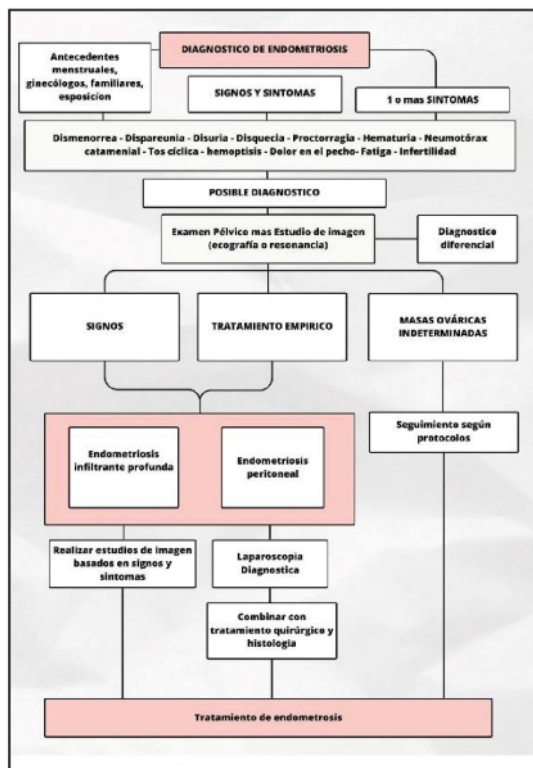 DIAGNOSTICO DE ENDOMETRIOSIS
Antecedentes
menstruales,
ginecólogos, familiares,
esposicíon
SIGNOS Y SINTOMAS
1 o mas SINTOMAS
Dismenorrea - Dispareunia - Disuria - Disquecia - Proctorragia - Hematuria - Neumotórax
catamenial - Tos cíclica - hemoptisis - Dolor en el pecho- Fatiga - Infertilidad
POSIBLE DIAGNOSTICO
Examen Pélvico mas Estudio de imagen
(ecografía o resonancia)
Diagnostico
diferencial
SIGNOS
TRATAMIENTO EMPIRICO
MASAS OVÁRICAS
INDETERMINADAS
Seguimiento según
protocolos
Endometriosis
infiltrante profunda
Endometriosis
peritoneal
Realizar estudios de imagen
basados en signos y
sintomas
Laparoscopia
Diagnostica
Combinar con
tratamiento quirúrgico y
histología
Tratamiento de endometrosis